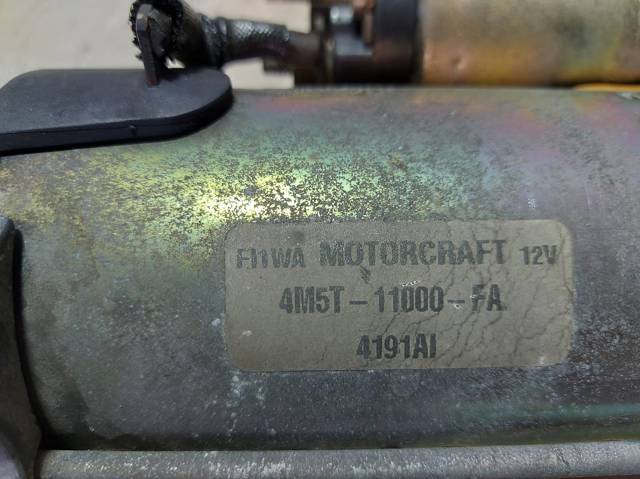 FI1WA MOTORCRAFT 12V
4M5T-11000-FA
4191AI